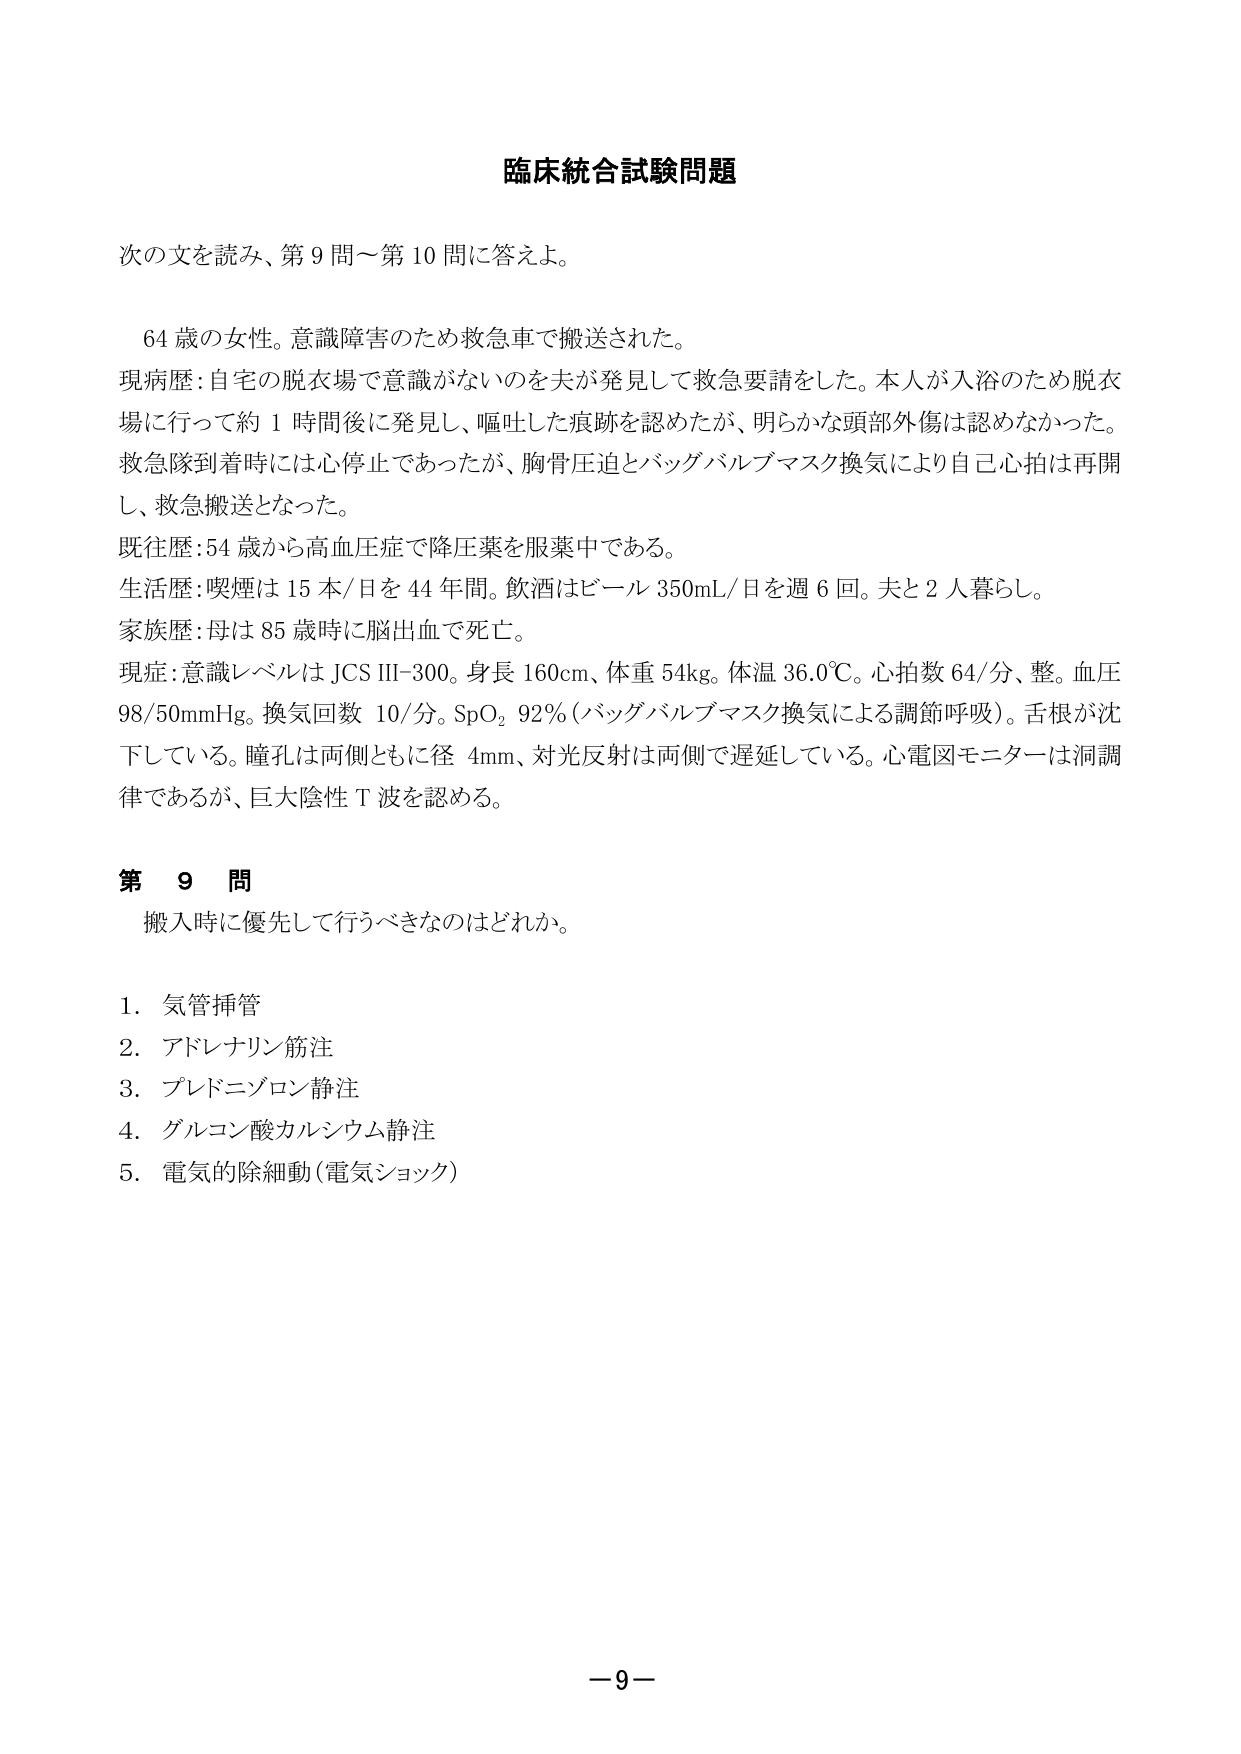 臨床統合試験問題
次の文を読み、第 9 問～第 10 問に答えよ。
64 歳の女性。意識障害のため救急車で搬送された。
現病歴：自宅の脱衣場で意識がないのを夫が発見して救急要請をした。本人が入浴のため脱衣
場に行って約 1 時間後に発見し、嘔吐した痕跡を認めたが、明らかな頭部外傷は認めなかった。
救急隊到着時には心停止であったが、胸骨圧迫とバッグバルブマスク換気により自己心拍は再開
し、救急搬送となった。
既往歴：54 歳から高血圧症で降圧薬を服薬中である。
生活歴：喫煙は 15 本/日を 44 年間。飲酒はビール 350mL/日を週 6 回。夫と 2 人暮らし。
家族歴：母は 85 歳時に脳出血で死亡。
現症：意識レベルは JCS III-300。身長 160cm、体重 54kg。体温 36.0℃。心拍数 64/分、整。血圧
98/50mmHg。換気回数 10/分。SpO₂ 92％（バッグバルブマスク換気による調節呼吸）。舌根が沈
下している。瞳孔は両側ともに径 4mm、対光反射は両側で遅延している。心電図モニターは洞調
律であるが、巨大陰性 T 波を認める。
第 9 問
搬入時に優先して行うべきなのはどれか。
1. 気管挿管
2. アドレナリン筋注
3. プレドニゾロン静注
4. グルコン酸カルシウム静注
5. 電気的除細動（電気ショック）
－9－